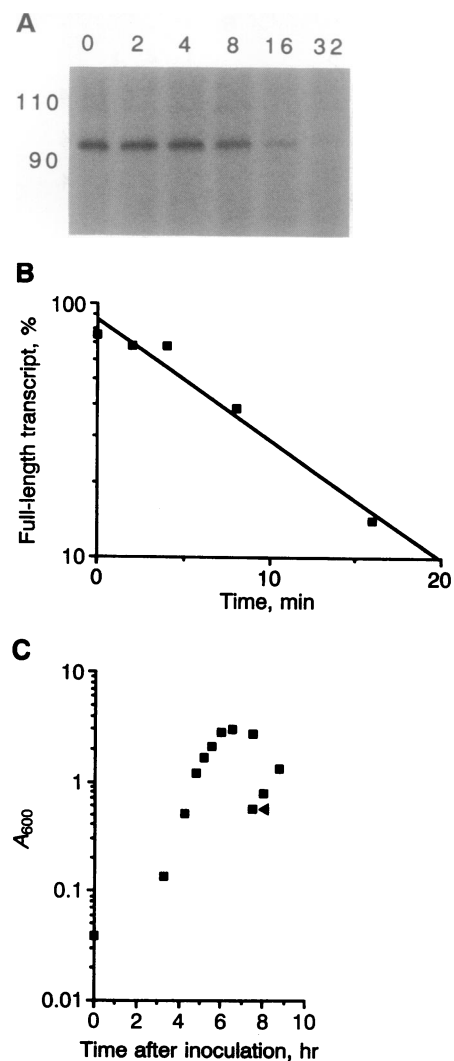 A
0 2 4 8 16 32
110
90
B
100
10
Full-length transcript, %
0 10 20
Time, min
C
10
1
0.1
0.01
A600
0 2 4 6 8 10
Time after inoculation, hr